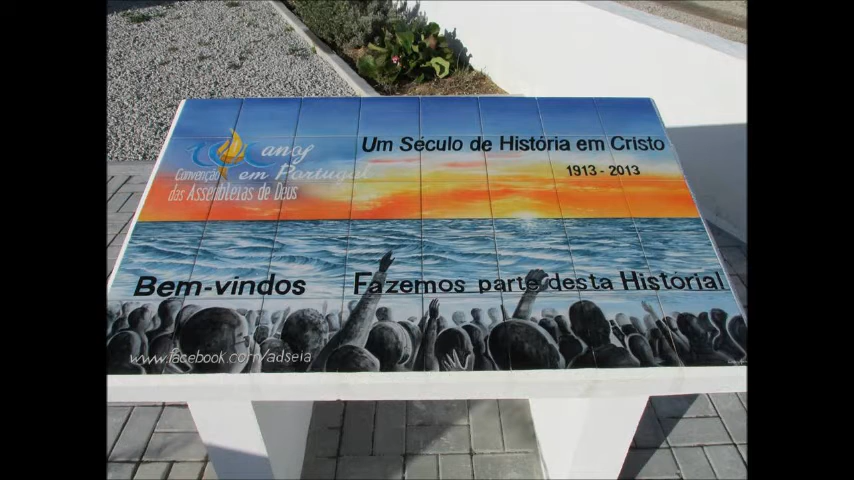 100 anos
em Portugal
Convenção
das Assembleias de Deus
Um Século de História em Cristo
1913 - 2013
Bem-vindos
Fazemos parte desta História!
www.facebook.com/adseia